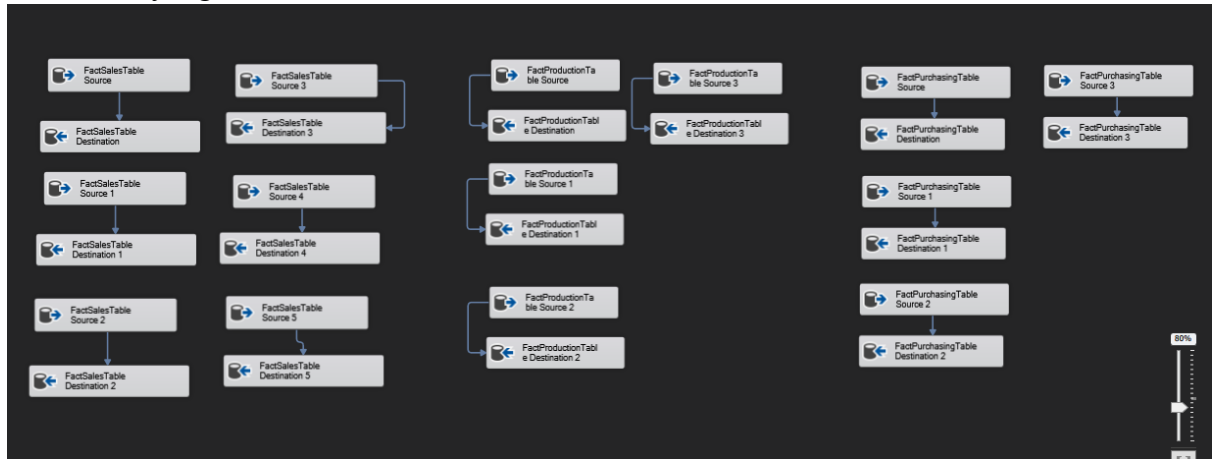 FactSalesTable
Source
FactSalesTable
Destination
FactSalesTable
Source 1
FactSalesTable
Destination 1
FactSalesTable
Source 2
FactSalesTable
Destination 2
FactSalesTable
Source 3
FactSalesTable
Destination 3
FactSalesTable
Source 4
FactSalesTable
Destination 4
FactSalesTable
Source 5
FactSalesTable
Destination 5
FactProductionTa
ble Source
FactProductionTabl
e Destination
FactProductionTa
ble Source 1
FactProductionTabl
e Destination 1
FactProductionTa
ble Source 2
FactProductionTabl
e Destination 2
FactProductionTa
ble Source 3
FactProductionTabl
e Destination 3
FactPurchasingTable
Source
FactPurchasingTable
Destination
FactPurchasingTable
Source 1
FactPurchasingTable
Destination 1
FactPurchasingTable
Source 2
FactPurchasingTable
Destination 2
FactPurchasingTable
Source 3
FactPurchasingTable
Destination 3
80%